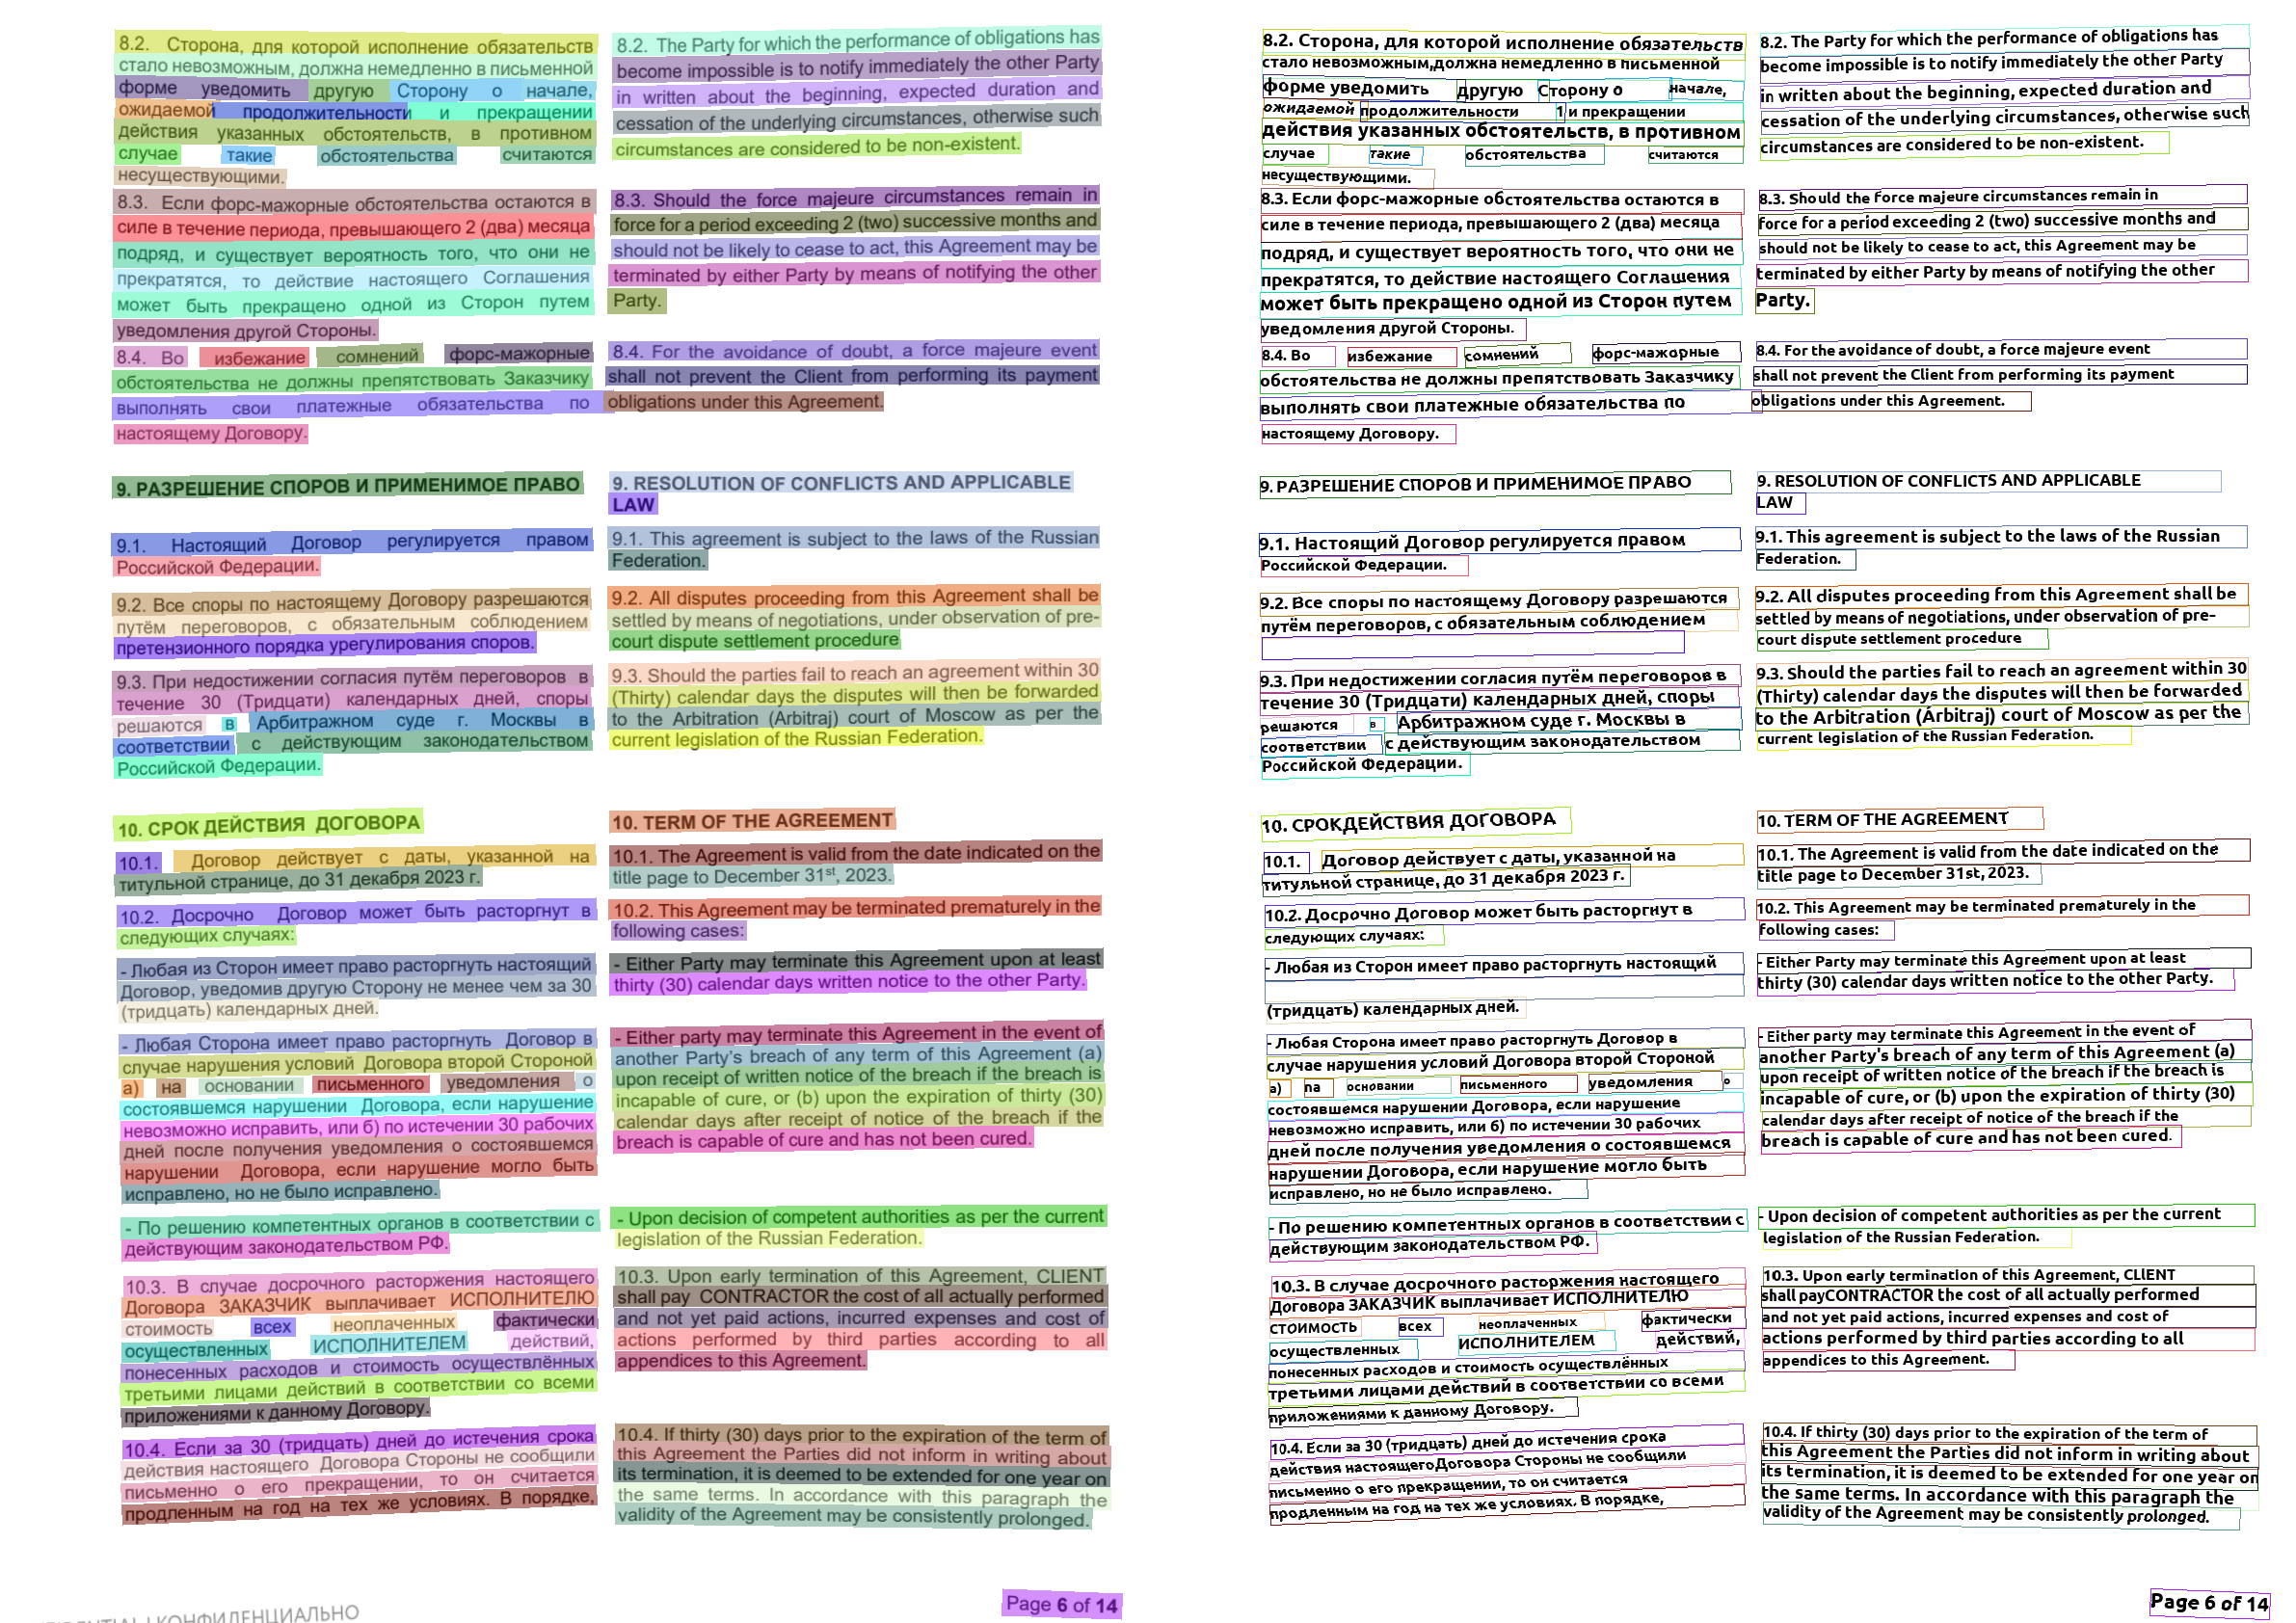 8.2. Сторона, для которой исполнение обязательств
стало невозможным, должна немедленно в письменной
форме уведомить другую Сторону о начале,
ожидаемой продолжительности и прекращении
действия указанных обстоятельств, в противном
случае такие обстоятельства считаются
несуществующими.
8.3. Если форс-мажорные обстоятельства остаются в
силе в течение периода, превышающего 2 (два) месяца
подряд, и существует вероятность того, что они не
прекратятся, то действие настоящего Соглашения
может быть прекращено одной из Сторон путем
уведомления другой Стороны.
8.4. Во избежание сомнений форс-мажорные
обстоятельства не должны препятствовать Заказчику
выполнять свои платежные обязательства по
настоящему Договору.
9. РАЗРЕШЕНИЕ СПОРОВ И ПРИМЕНИМОЕ ПРАВО
9.1. Настоящий Договор регулируется правом
Российской Федерации.
9.2. Все споры по настоящему Договору разрешаются
путём переговоров, с обязательным соблюдением
претензионного порядка урегулирования споров.
9.3. При недостижении согласия путём переговоров в
течение 30 (Тридцати) календарных дней, споры
решаются в Арбитражном суде г. Москвы в
соответствии с действующим законодательством
Российской Федерации.
10. СРОК ДЕЙСТВИЯ ДОГОВОРА
10.1. Договор действует с даты, указанной на
титульной странице, до 31 декабря 2023 г.
10.2. Досрочно Договор может быть расторгнут в
следующих случаях:
- Любая из Сторон имеет право расторгнуть настоящий
Договор, уведомив другую Сторону не менее чем за 30
(тридцать) календарных дней.
- Любая Сторона имеет право расторгнуть Договор в
случае нарушения условий Договора второй Стороной
а) на основании письменного уведомления о
состоявшемся нарушении Договора, если нарушение
невозможно исправить, или б) по истечении 30 рабочих
дней после получения уведомления о состоявшемся
нарушении Договора, если нарушение могло быть
исправлено, но не было исправлено.
- По решению компетентных органов в соответствии с
действующим законодательством РФ.
10.3. В случае досрочного расторжения настоящего
Договора ЗАКАЗЧИК выплачивает ИСПОЛНИТЕЛЮ
стоимость всех неоплаченных фактически
осуществленных ИСПОЛНИТЕЛЕМ действий,
понесенных расходов и стоимость осуществлённых
третьими лицами действий в соответствии со всеми
приложениями к данному Договору.
10.4. Если за 30 (тридцать) дней до истечения срока
действия настоящего Договора Стороны не сообщили
письменно о его прекращении, то он считается
продленным на год на тех же условиях. В порядке,
КОНФИДЕНЦИАЛЬНО
8.2. The Party for which the performance of obligations has
become impossible is to notify immediately the other Party
in written about the beginning, expected duration and
cessation of the underlying circumstances, otherwise such
circumstances are considered to be non-existent.
8.3. Should the force majeure circumstances remain in
force for a period exceeding 2 (two) successive months and
should not be likely to cease to act, this Agreement may be
terminated by either Party by means of notifying the other
Party.
8.4. For the avoidance of doubt, a force majeure event
shall not prevent the Client from performing its payment
obligations under this Agreement.
9. RESOLUTION OF CONFLICTS AND APPLICABLE
LAW
9.1. This agreement is subject to the laws of the Russian
Federation.
9.2. All disputes proceeding from this Agreement shall be
settled by means of negotiations, under observation of pre-
court dispute settlement procedure
9.3. Should the parties fail to reach an agreement within 30
(Thirty) calendar days the disputes will then be forwarded
to the Arbitration (Arbitraj) court of Moscow as per the
current legislation of the Russian Federation.
10. TERM OF THE AGREEMENT
10.1. The Agreement is valid from the date indicated on the
title page to December 31st, 2023.
10.2. This Agreement may be terminated prematurely in the
following cases:
- Either Party may terminate this Agreement upon at least
thirty (30) calendar days written notice to the other Party.
- Either party may terminate this Agreement in the event of
another Party's breach of any term of this Agreement (a)
upon receipt of written notice of the breach if the breach is
incapable of cure, or (b) upon the expiration of thirty (30)
calendar days after receipt of notice of the breach if the
breach is capable of cure and has not been cured.
- Upon decision of competent authorities as per the current
legislation of the Russian Federation.
10.3. Upon early termination of this Agreement, CLIENT
shall pay CONTRACTOR the cost of all actually performed
and not yet paid actions, incurred expenses and cost of
actions performed by third parties according to all
appendices to this Agreement.
10.4. If thirty (30) days prior to the expiration of the term of
this Agreement the Parties did not inform in writing about
its termination, it is deemed to be extended for one year on
the same terms. In accordance with this paragraph the
validity of the Agreement may be consistently prolonged.
Page 6 of 14
8.2. Сторона, для которой исполнение обязательств
стало невозможным,должна немедленно в письменной
форме уведомить другую Сторону о начале,
ожидаемой продолжительности 1 и прекращении
действия указанных обстоятельств, в противном
случае такие обстоятельства считаются
несуществующими.
8.3. Если форс-мажорные обстоятельства остаются в
силе в течение периода, превышающего 2 (два) месяца
подряд, и существует вероятность того, что они не
прекратятся, то действие настоящего Соглашения
может быть прекращено одной из Сторон путем
уведомления другой Стороны.
8.4. Во избежание сомнений форс-мажорные
обстоятельства не должны препятствовать Заказчику
выполнять свои платежные обязательства по
настоящему Договору.
9. РАЗРЕШЕНИЕ СПОРОВ И ПРИМЕНИМОЕ ПРАВО
9.1. Настоящий Договор регулируется правом
Российской Федерации.
9.2. Все споры по настоящему Договору разрешаются
путём переговоров, с обязательным соблюдением
9.3. При недостижении согласия путём переговоров в
течение 30 (Тридцати) календарных дней, споры
решаются в Арбитражном суде г. Москвы в
соответствии с действующим законодательством
Российской Федерации.
10. СРОКДЕЙСТВИЯ ДОГОВОРА
10.1. Договор действует с даты, указанной на
титульной странице, до 31 декабря 2023 г.
10.2. Досрочно Договор может быть расторгнут в
следующих случаях:
- Любая из Сторон имеет право расторгнуть настоящий
(тридцать) календарных дней.
- Любая Сторона имеет право расторгнуть Договор в
случае нарушения условий Договора второй Стороной
а) na основании письменного уведомления о
состоявшемся нарушении Договора, если нарушение
невозможно исправить, или б) по истечении 30 рабочих
дней после получения уведомления о состоявшемся
нарушении Договора, если нарушение могло быть
исправлено, но не было исправлено.
- По решению компетентных органов в соответствии с
действующим законодательством РФ.
10.3. В случае досрочного расторжения настоящего
Договора ЗАКАЗЧИК выплачивает ИСПОЛНИТЕЛЮ
стоимость всех неоплаченных фактически
осуществленных ИСПОЛНИТЕЛЕМ действий,
понесенных расходов и стоимость осуществлённых
третьими лицами действий в соответствии со всеми
приложениями к данному Договору.
10.4. Если за 30 (тридцать) дней до истечения срока
действия настоящегоДоговора Стороны не сообщили
письменно о его прекращении, то он считается
продленным на год на тех же условиях. В порядке,
8.2. The Party for which the performance of obligations has
become impossible is to notify immediately the other Party
in written about the beginning, expected duration and
cessation of the underlying circumstances, otherwise such
circumstances are considered to be non-existent.
8.3. Should the force majeure circumstances remain in
force for a period exceeding 2 (two) successive months and
should not be likely to cease to act, this Agreement may be
terminated by either Party by means of notifying the other
Party.
8.4. For the avoidance of doubt, a force majeure event
shall not prevent the Client from performing its payment
obligations under this Agreement.
9. RESOLUTION OF CONFLICTS AND APPLICABLE
LAW
9.1. This agreement is subject to the laws of the Russian
Federation.
9.2. All disputes proceeding from this Agreement shall be
settled by means of negotiations, under observation of pre-
court dispute settlement procedure
9.3. Should the parties fail to reach an agreement within 30
(Thirty) calendar days the disputes will then be forwarded
to the Arbitration (Árbitraj) court of Moscow as per the
current legislation of the Russian Federation.
10. TERM OF THE AGREEMENT
10.1. The Agreement is valid from the date indicated on the
title page to December 31st, 2023.
10.2. This Agreement may be terminated prematurely in the
following cases:
- Either Party may terminate this Agreement upon at least
thirty (30) calendar days written notice to the other Party.
- Either party may terminate this Agreement in the event of
another Party's breach of any term of this Agreement (a)
upon receipt of written notice of the breach if the breach is
incapable of cure, or (b) upon the expiration of thirty (30)
calendar days after receipt of notice of the breach if the
breach is capable of cure and has not been cured.
- Upon decision of competent authorities as per the current
legislation of the Russian Federation.
10.3. Upon early termination of this Agreement, CLIENT
shall payCONTRACTOR the cost of all actually performed
and not yet paid actions, incurred expenses and cost of
actions performed by third parties according to all
appendices to this Agreement.
10.4. If thirty (30) days prior to the expiration of the term of
this Agreement the Parties did not inform in writing about
its termination, it is deemed to be extended for one year on
the same terms. In accordance with this paragraph the
validity of the Agreement may be consistently prolonged.
Page 6 of 14